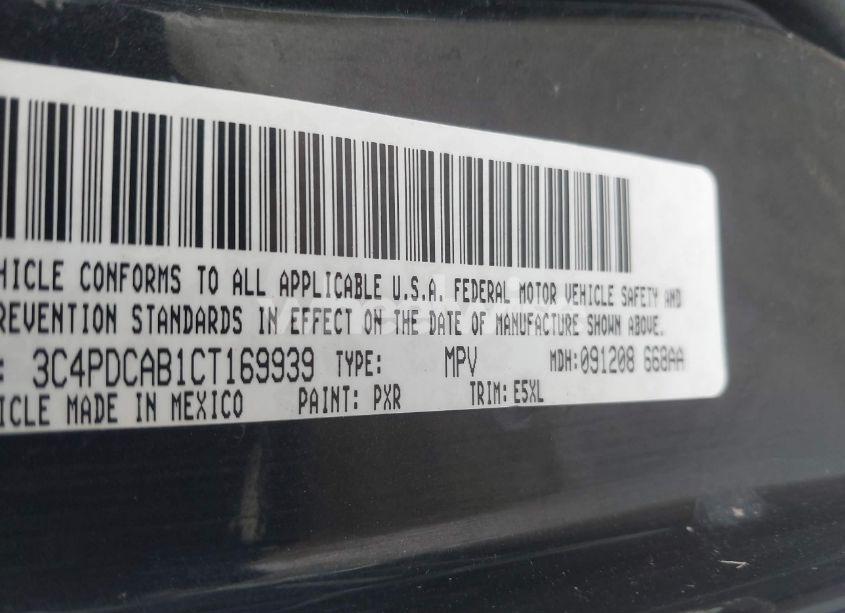 HICLE CONFORMS TO ALL APPLICABLE U.S.A. FEDERAL MOTOR VEHICLE SAFETY AND
REVENTION STANDARDS IN EFFECT ON THE DATE OF MANUFACTURE SHOWN ABOVE.
: 3C4PDCAB1CT169939 TYPE: MPV MDH: 091208 668AA
ICLE MADE IN MEXICO PAINT: PXR TRIM: E5XL